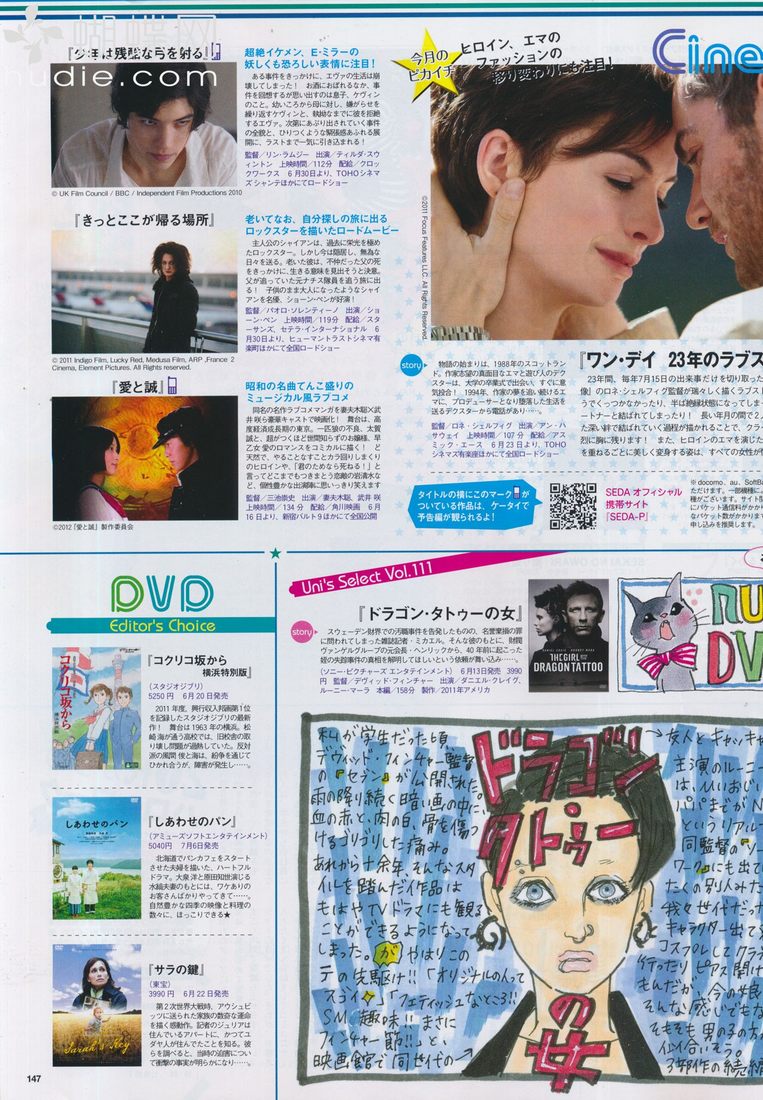 蝴蝶网
hudie.com
『少年は残酷な弓を射る』
© UK Film Council / BBC / Independent Film Productions 2010
超絶イケメン、E・ミラーの
妖しくも恐ろしい表情に注目!
ある事件をきっかけに、エヴァの生活は崩
壊してしまった! お酒におぼれるなか、事
件を回想するが思い出すのは息子、ケヴィン
のこと。幼いころから母に対し、嫌がらせを
繰り返すケヴィンと、執拗なまでに彼を拒絶
するエヴァ。次第にあぶり出されていく事件
の全貌と、ひりつくような緊張感あふれる展
開に、ラストまで一気に引き込まれる!
監督/リン・ラムジー 出演/ティルダ・スウ
ィントン 上映時間/112分 配給/クロッ
クワークス 6月30日より、TOHOシネマ
ズ シャンテほかにてロードショー
『きっとここが帰る場所』
© 2011 Indigo Film, Lucky Red, Medusa Film, ARP ,France 2
Cinema, Element Pictures. All Rights reserved.
老いてなお、自分探しの旅に出る
ロックスターを描いたロードムービー
主人公のシャイアンは、過去に栄光を極め
たロックスター。しかし今は隠居し、無為な
日々を送る。老いた彼は、不仲だった父の死
をきっかけに、生きる意味を見出そうと決意。
父が追っていた元ナチス隊員を追う旅に出
る! 子供のまま大人になったようなシャイ
アンを名優、ショーン・ペンが好演!
監督/パオロ・ソレンティーノ 出演/ショ
ーン・ペン 上映時間/119分 配給/スタ
ーサンズ、セテラ・インターナショナル 6
月30日より、ヒューマントラストシネマ有
楽町ほかにて全国ロードショー
『愛と誠』
©2012「愛と誠」製作委員会
昭和の名曲てんこ盛りの
ミュージカル風ラブコメ
同名のラブコメマンガを妻夫木聡×武
井 咲ら豪華キャストで映画化! 舞台は、高
度経済成長期の東京。一匹狼の不良、太賀
誠と、超がつくほど世間知らずのお嬢様、早
乙女 愛のロマンスをコミカルに描く! ど
天然で、やることなすことカラ回りしまくり
のヒロインや、「君のためなら死ねる!」と
言ってどこまでもつきまとう恋敵の岩清水な
ど、個性豊かな出演陣に思いっきり笑えます
監督/三池崇史 出演/妻夫木聡、武井 咲
上映時間/134分 配給/角川映画 6月
16日より、新宿バルト9ほかにて全国公開
今月の
ピカイチ
ヒロイン、エマの
ファッションの
移り変わりにも注目!
Cine
©2011 Focus Features LLC. All Rights Reserved.
story
物語の始まりは、1988年のスコットラン
ド。作家志望の真面目なエマと遊び人のデク
スターは、大学の卒業式で出会い、すぐに意
気投合! 1994年、作家の夢を追い続けるエ
マに、プロデューサーとなり堕落した生活を
送るデクスターから電話があり…。
監督/ロネ・シェルフィグ 出演/アン・ハ
サウェイ 上映時間/107分 配給/アス
ミック・エース 6月23日より、TOHO
シネマズ有楽座ほかにて全国ロードショー
『ワン・デイ 23年のラブス
23年間、毎年7月15日の出来事だけを切り取っ
像』のロネ・シェルフィグ監督が瑞々しく描くラブスト
うでくっつかなかったり、半ば絶縁状態になってしま
ートナーと結ばれてしまったり! 長い年月の間で2
た深い絆で結ばれていく過程が描かれることで、クラ
烈に胸に残ります! また、ヒロインのエマを演じた
を重ねるごとに美しく変身する姿は、すべての女性が
タイトルの横にこのマーク
がついている作品は、ケータイで
予告編が観られるよ!
SEDA オフィシャル
携帯サイト
『SEDA-P』
※ docomo、au、SoftBa
ただけます。一部機種に
種がございます。サイト
にパケット通信料がかか
なパケット数がかかりま
申し込みを推奨します。
DVD
Editor's Choice
『コクリコ坂から
横浜特別版』
(スタジオジブリ)
5250円 6月20日発売
2011年度、興行収入邦画第1位
を記録したスタジオジブリの最新
作! 舞台は1963年の横浜。松
崎 海が通う高校では、旧校舎の取
り壊し問題が過熱していた。反対
派の風間 俊と海は、紛争を通じて
ひかれ合うが、障害が発生し…。
コクリコ坂から
『しあわせのパン』
(アミューズソフトエンタテインメント)
5040円 7月6日発売
北海道でパンカフェをスタート
させた夫婦を描いた、ハートフル
ドラマ。大泉 洋と原田知世演じる
水縞夫妻のもとには、ワケありの
お客さんばかりやってきて……。
自然豊かな四季の映像と料理の
数々に、ほっこりできる★
しあわせのパン
『サラの鍵』
(東宝)
3990円 6月22日発売
第2次世界大戦時、アウシュビ
ッツに送られた家族の数奇な運命
を描く感動作。記者のジュリアは
住んでいるアパートに、かつてユ
ダヤ人が住んでいたことを知る。彼
らを調べると、当時の迫害につい
て衝撃の事実が明らかになり……。
Sarah's Key
147
Uni's Select Vol.111
『ドラゴン・タトゥーの女』
story
スウェーデン財界での汚職事件を告発したものの、名誉棄損の罪
に問われてしまった雑誌記者・ミカエル。そんな彼のもとに、財閥
ヴァンゲルグループの元会長・ヘンリックから、40年前に起こった
姪の失踪事件の真相を解明してほしいという依頼が舞い込み……。
(ソニー・ピクチャーズ エンタテインメント) 6月13日発売 3990
円 監督/デヴィッド・フィンチャー 出演/ダニエル・クレイグ、
ルーニー・マーラ 本編/158分 製作/2011年アメリカ
DANIEL CRAIG ROONEY MARA
THE GIRL WITH THE
DRAGON TATTOO
DV
ドラゴン
タトゥー
の女
私が学生だった頃
デヴィッド・フィンチャー監督
の『セブン』が公開された。
雨の降り続く暗い画の中に。
血の赤と、肉の白、骨を傷つ
けるゴリゴリした痛み。
あれから十余年、そんなスタ
イルを踏んだイ作品は
もはやTVドラマにも観る
ことができるようになって
しまった。が やはりこの
テの先駆け!!「オリジナルの人って
スゴイ」「フェティッシュなところ!!
SM、趣味!! まさに
フィンチャー節!!」と、
映画館で同世代の→
→友人とキャッキャ
主演のルーニー
は、いいおじい
パパまでがN
というリアル
同監督の「ソー
ワーク」にも出て
たくの別人みた
我々世代だった
キャラクター出てる
コスプレしてクラブ
行ったりピアス開け
もんだが、今の若
そんな感じでもな
そもそも男の子の方
似合いそう。
3部作の続編